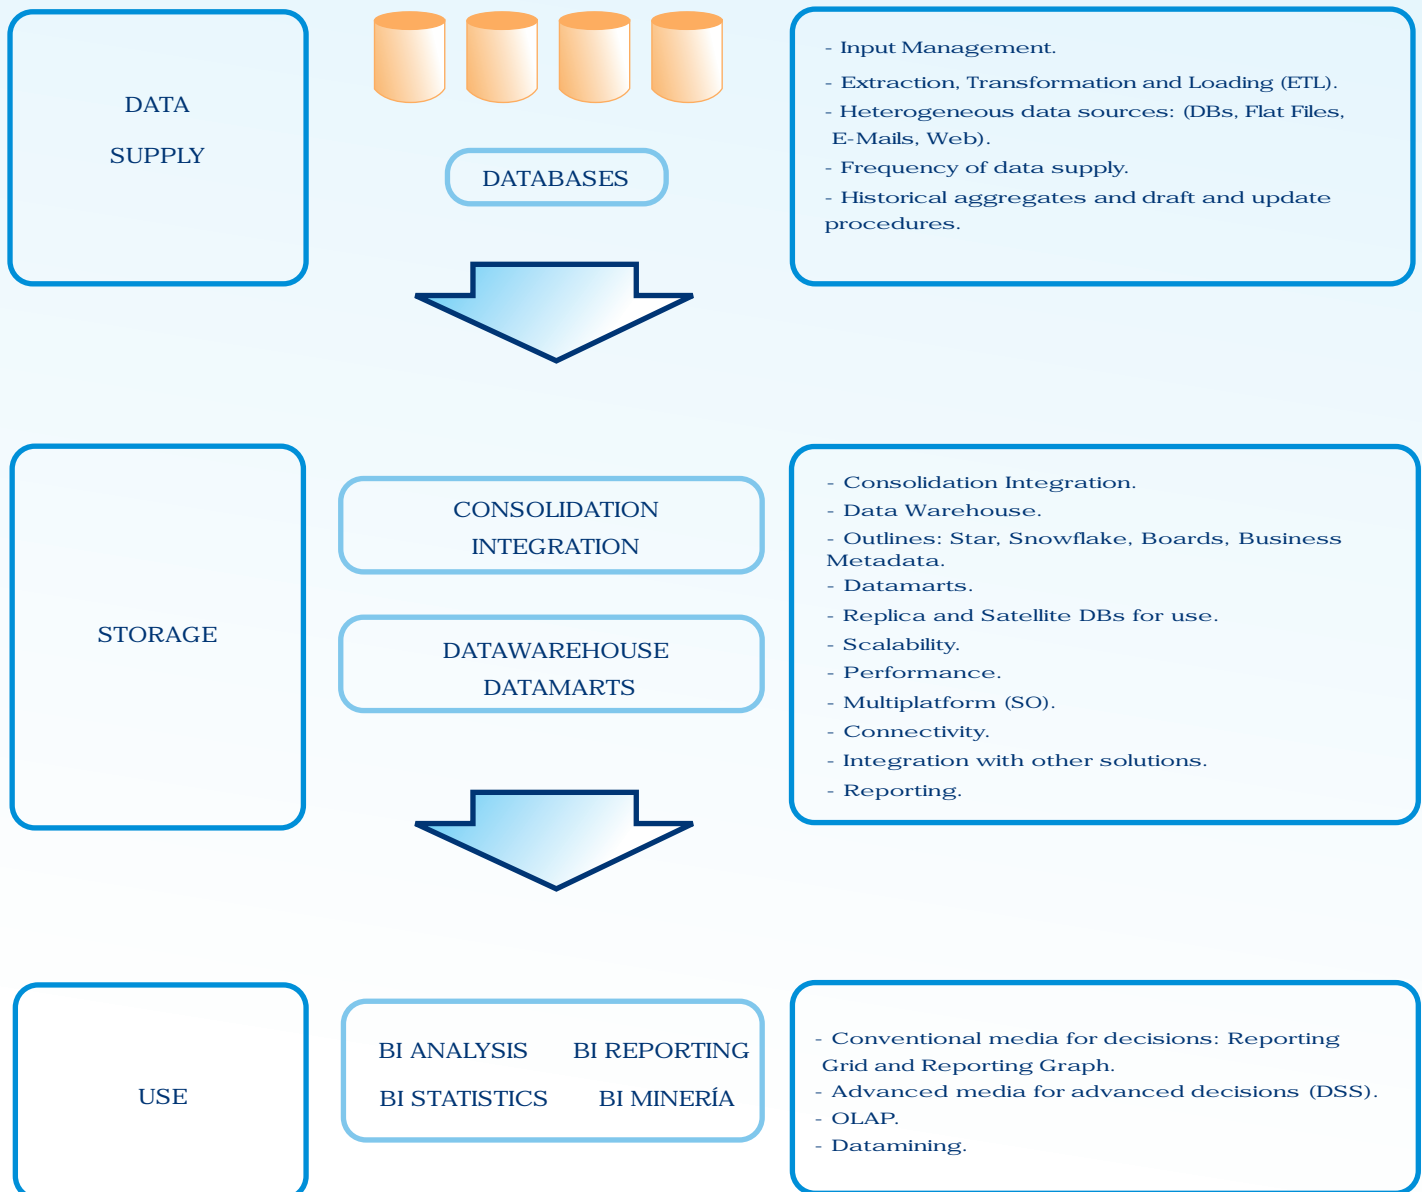 DATA
SUPPLY
DATABASES
- Input Management.
- Extraction, Transformation and Loading (ETL).
- Heterogeneous data sources: (DBs, Flat Files,
E-Mails, Web).
- Frequency of data supply.
- Historical aggregates and draft and update
procedures.
STORAGE
CONSOLIDATION
INTEGRATION
DATAWAREHOUSE
DATAMARTS
- Consolidation Integration.
- Data Warehouse.
- Outlines: Star, Snowflake, Boards, Business
Metadata.
- Datamarts.
- Replica and Satellite DBs for use.
- Scalability.
- Performance.
- Multiplatform (SO).
- Connectivity.
- Integration with other solutions.
- Reporting.
USE
BI ANALYSIS BI REPORTING
BI STATISTICS BI MINERÍA
- Conventional media for decisions: Reporting
Grid and Reporting Graph.
- Advanced media for advanced decisions (DSS).
- OLAP.
- Datamining.